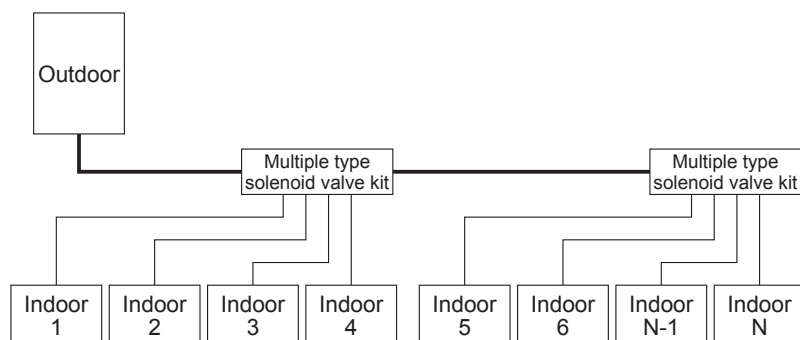 Outdoor
Multiple type
solenoid valve kit
Multiple type
solenoid valve kit
Indoor
1
Indoor
2
Indoor
3
Indoor
4
Indoor
5
Indoor
6
Indoor
N-1
Indoor
N